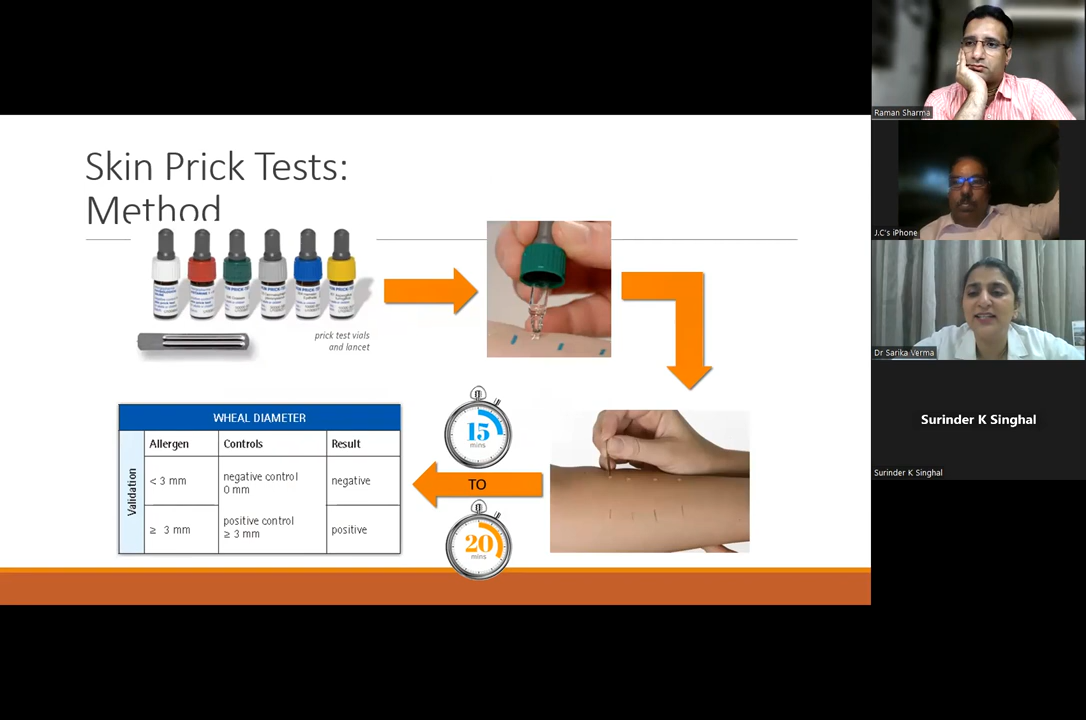 Skin Prick Tests:
Method
prick test vials
and lancet
15
mins
TO
20
mins
WHEAL DIAMETER
Validation
Allergen Controls Result
< 3 mm negative control 0 mm negative
≥ 3 mm positive control ≥ 3 mm positive
Raman Sharma
J.C's iPhone
Dr Sarika Verma
Surinder K Singhal
Surinder K Singhal